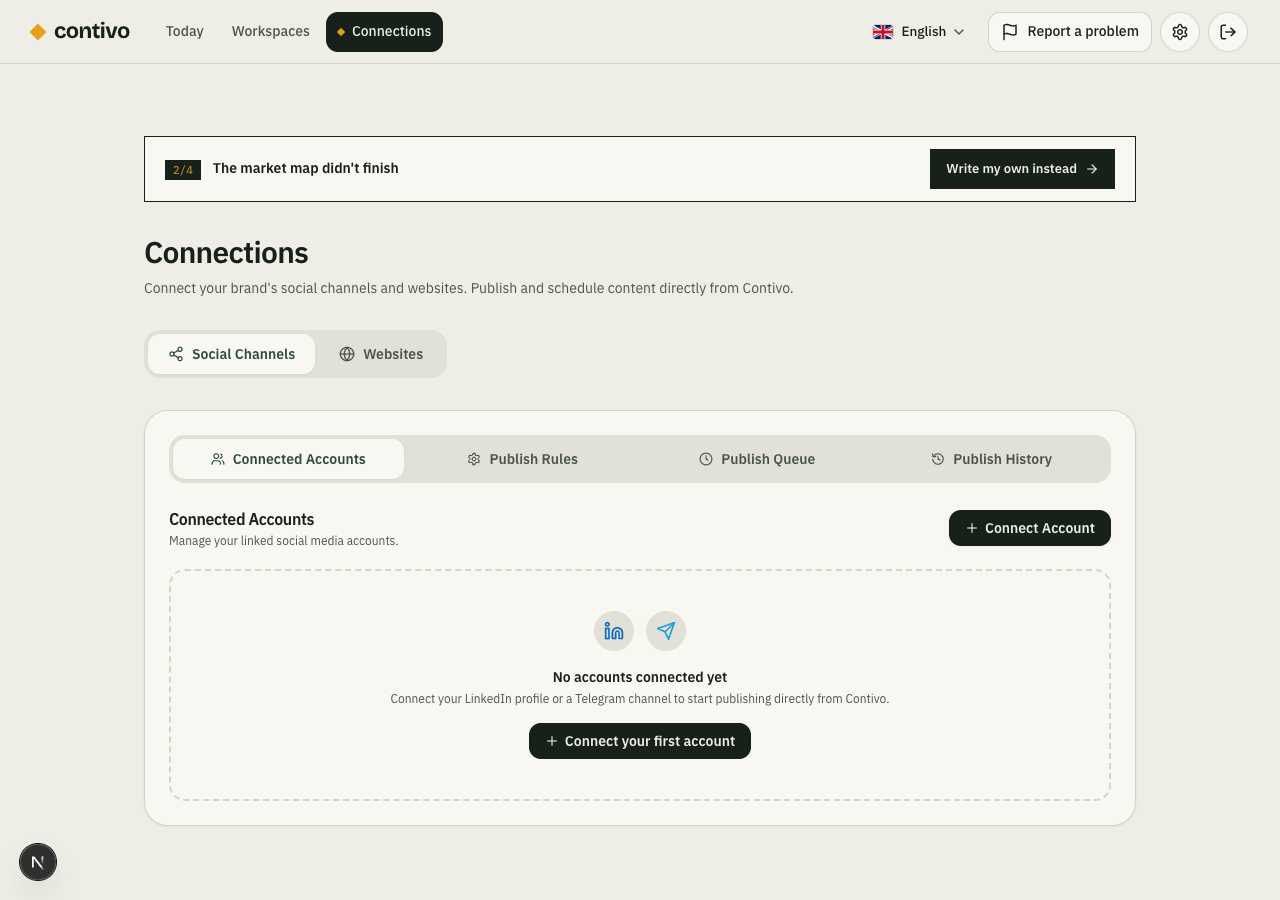 contivo
Today
Workspaces
Connections
English
Report a problem
2/4
The market map didn't finish
Write my own instead
Connections
Connect your brand's social channels and websites. Publish and schedule content directly from Contivo.
Social Channels
Websites
Connected Accounts
Publish Rules
Publish Queue
Publish History
Connected Accounts
Manage your linked social media accounts.
Connect Account
No accounts connected yet
Connect your LinkedIn profile or a Telegram channel to start publishing directly from Contivo.
Connect your first account
N